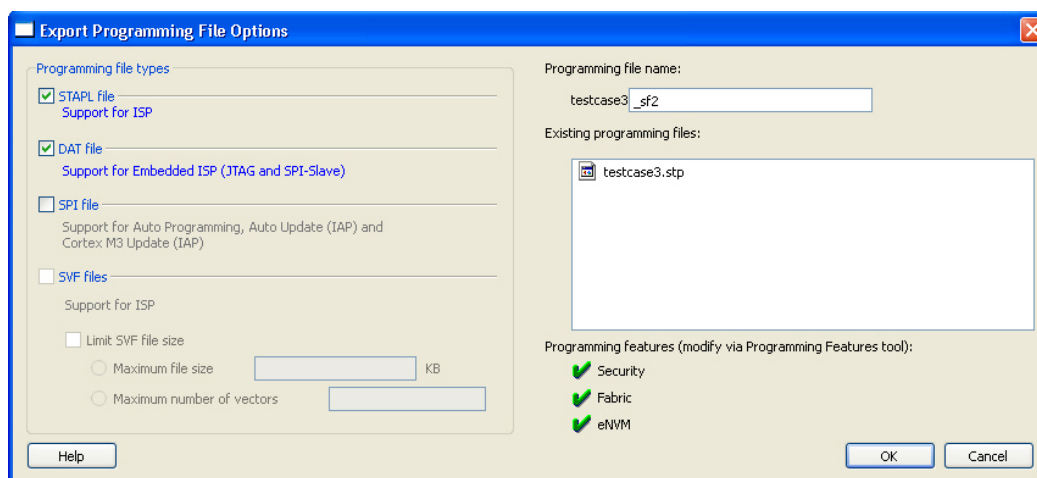 Export Programming File Options
Programming file types
STAPL file
Support for ISP
DAT file
Support for Embedded ISP (JTAG and SPI-Slave)
SPI file
Support for Auto Programming, Auto Update (IAP) and
Cortex M3 Update (IAP)
SVF files
Support for ISP
Limit SVF file size
Maximum file size KB
Maximum number of vectors
Help
Programming file name:
testcase3 _sf2
Existing programming files:
testcase3.stp
Programming features (modify via Programming Features tool):
Security
Fabric
eNVM
OK Cancel